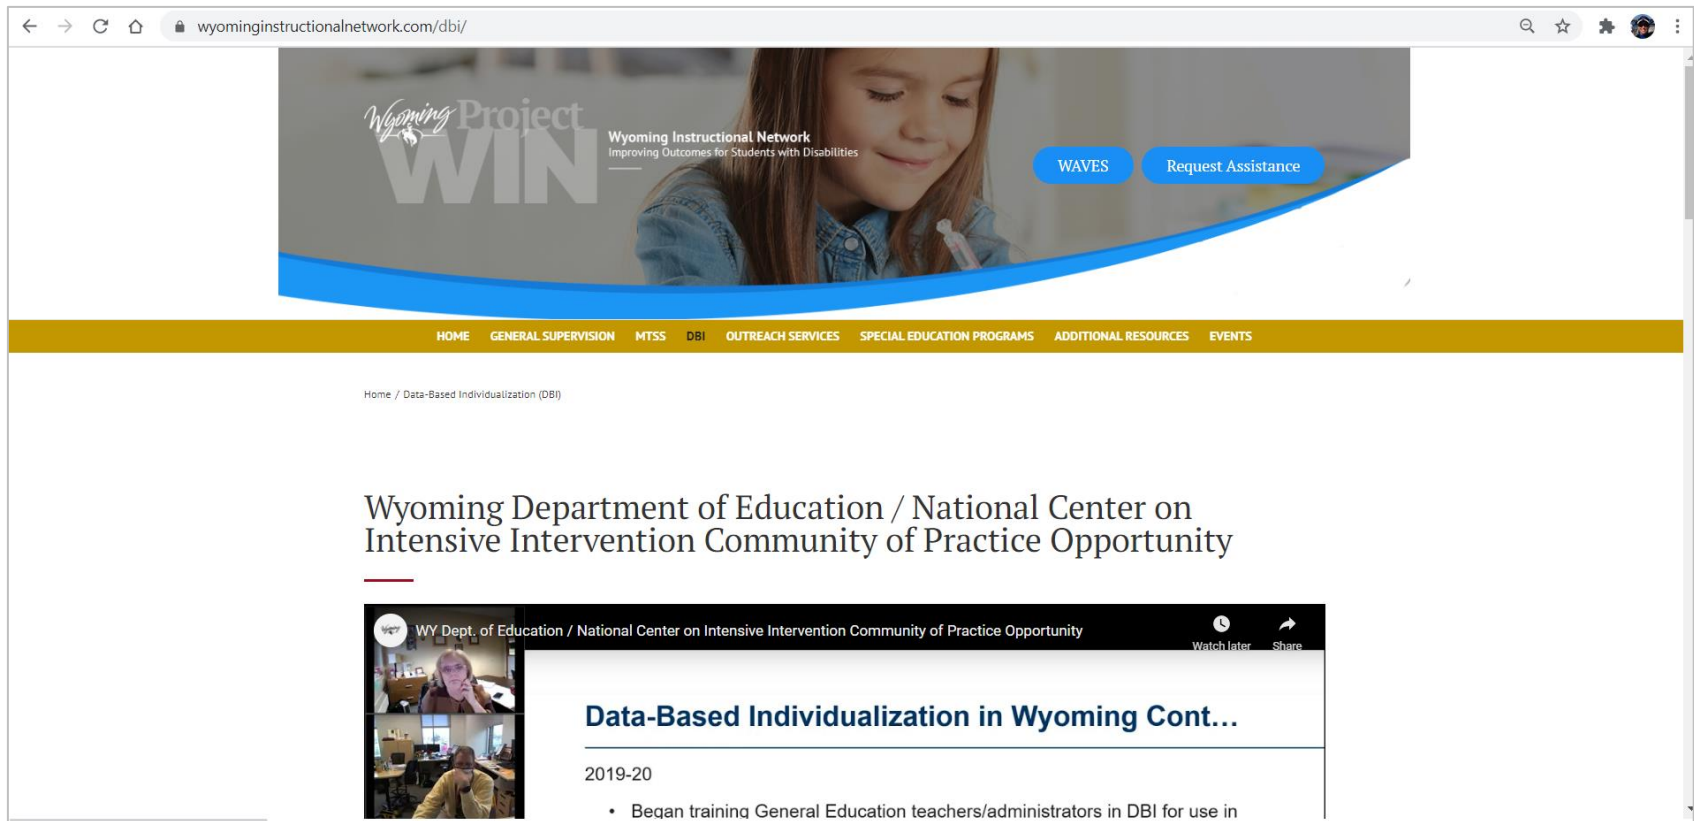 wyominginstructionalnetwork.com/dbi/
Wyoming Project
WIN
Wyoming Instructional Network
Improving Outcomes for Students with Disabilities
WAVES
Request Assistance
HOME GENERAL SUPERVISION MTSS DBI OUTREACH SERVICES SPECIAL EDUCATION PROGRAMS ADDITIONAL RESOURCES EVENTS
Home / Data-Based Individualization (DBI)
Wyoming Department of Education / National Center on
Intensive Intervention Community of Practice Opportunity
WY Dept. of Education / National Center on Intensive Intervention Community of Practice Opportunity
Watch later
Share
Data-Based Individualization in Wyoming Cont...
2019-20
• Began training General Education teachers/administrators in DBI for use in